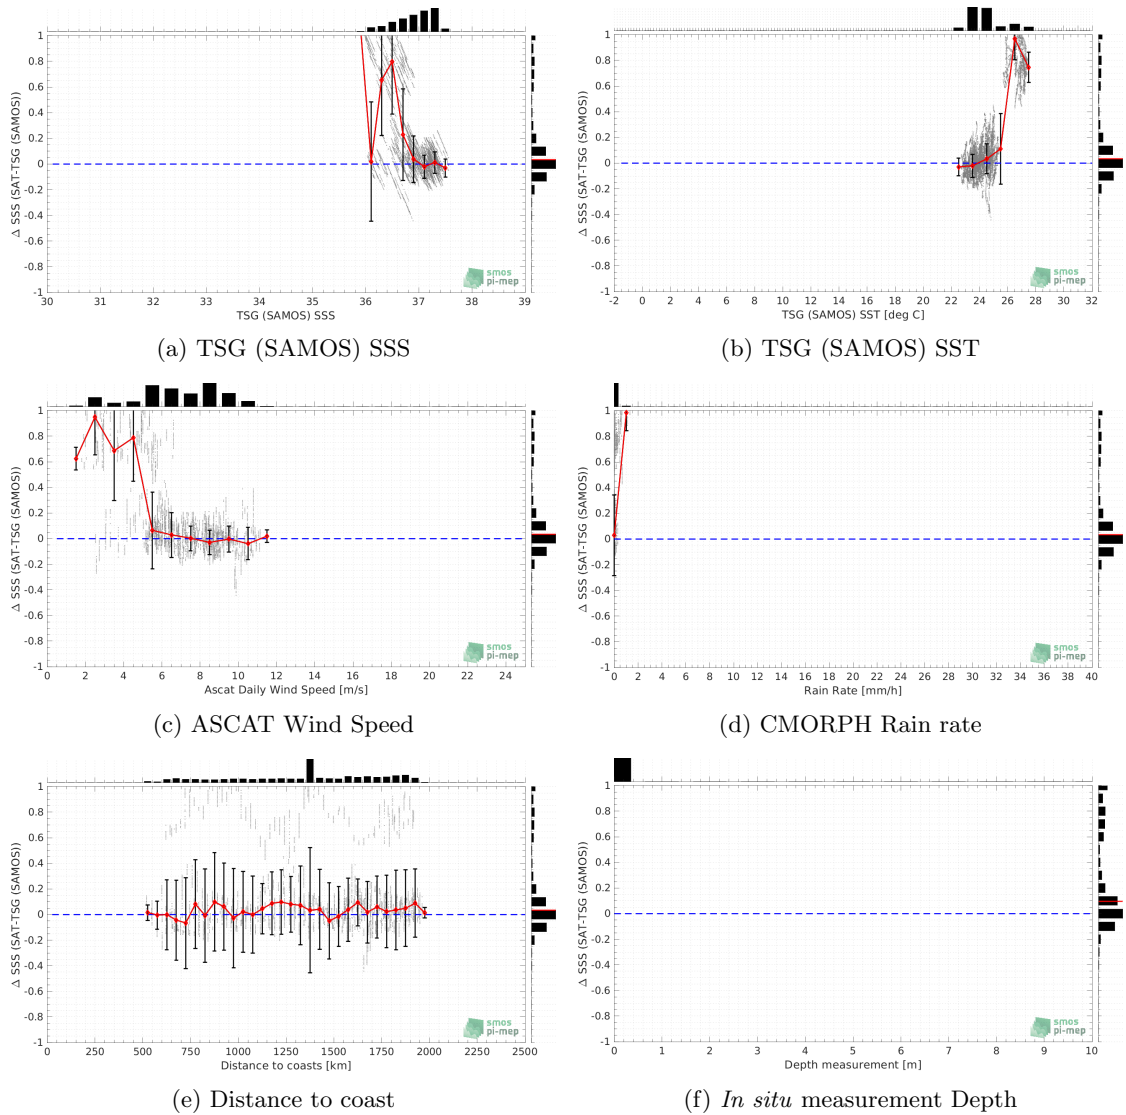 1
0.8
0.6
0.4
0.2
0
-0.2
-0.4
-0.6
-0.8
-1
Δ SSS (SAT-TSG (SAMOS))
30 31 32 33 34 35 36 37 38 39
TSG (SAMOS) SSS
smos
pi-mep
(a) TSG (SAMOS) SSS
1
0.8
0.6
0.4
0.2
0
-0.2
-0.4
-0.6
-0.8
-1
Δ SSS (SAT-TSG (SAMOS))
-2 0 2 4 6 8 10 12 14 16 18 20 22 24 26 28 30 32
TSG (SAMOS) SST [deg C]
smos
pi-mep
(b) TSG (SAMOS) SST
1
0.8
0.6
0.4
0.2
0
-0.2
-0.4
-0.6
-0.8
-1
Δ SSS (SAT-TSG (SAMOS))
0 2 4 6 8 10 12 14 16 18 20 22 24
Ascat Daily Wind Speed [m/s]
smos
pi-mep
(c) ASCAT Wind Speed
1
0.8
0.6
0.4
0.2
0
-0.2
-0.4
-0.6
-0.8
-1
Δ SSS (SAT-TSG (SAMOS))
0 2 4 6 8 10 12 14 16 18 20 22 24 26 28 30 32 34 36 38 40
Rain Rate [mm/h]
smos
pi-mep
(d) CMORPH Rain rate
1
0.8
0.6
0.4
0.2
0
-0.2
-0.4
-0.6
-0.8
-1
Δ SSS (SAT-TSG (SAMOS))
0 250 500 750 1000 1250 1500 1750 2000 2250 2500
Distance to coasts [km]
smos
pi-mep
(e) Distance to coast
1
0.8
0.6
0.4
0.2
0
-0.2
-0.4
-0.6
-0.8
-1
Δ SSS (SAT-TSG (SAMOS))
0 1 2 3 4 5 6 7 8 9 10
Depth measurement [m]
smos
pi-mep
(f) In situ measurement Depth